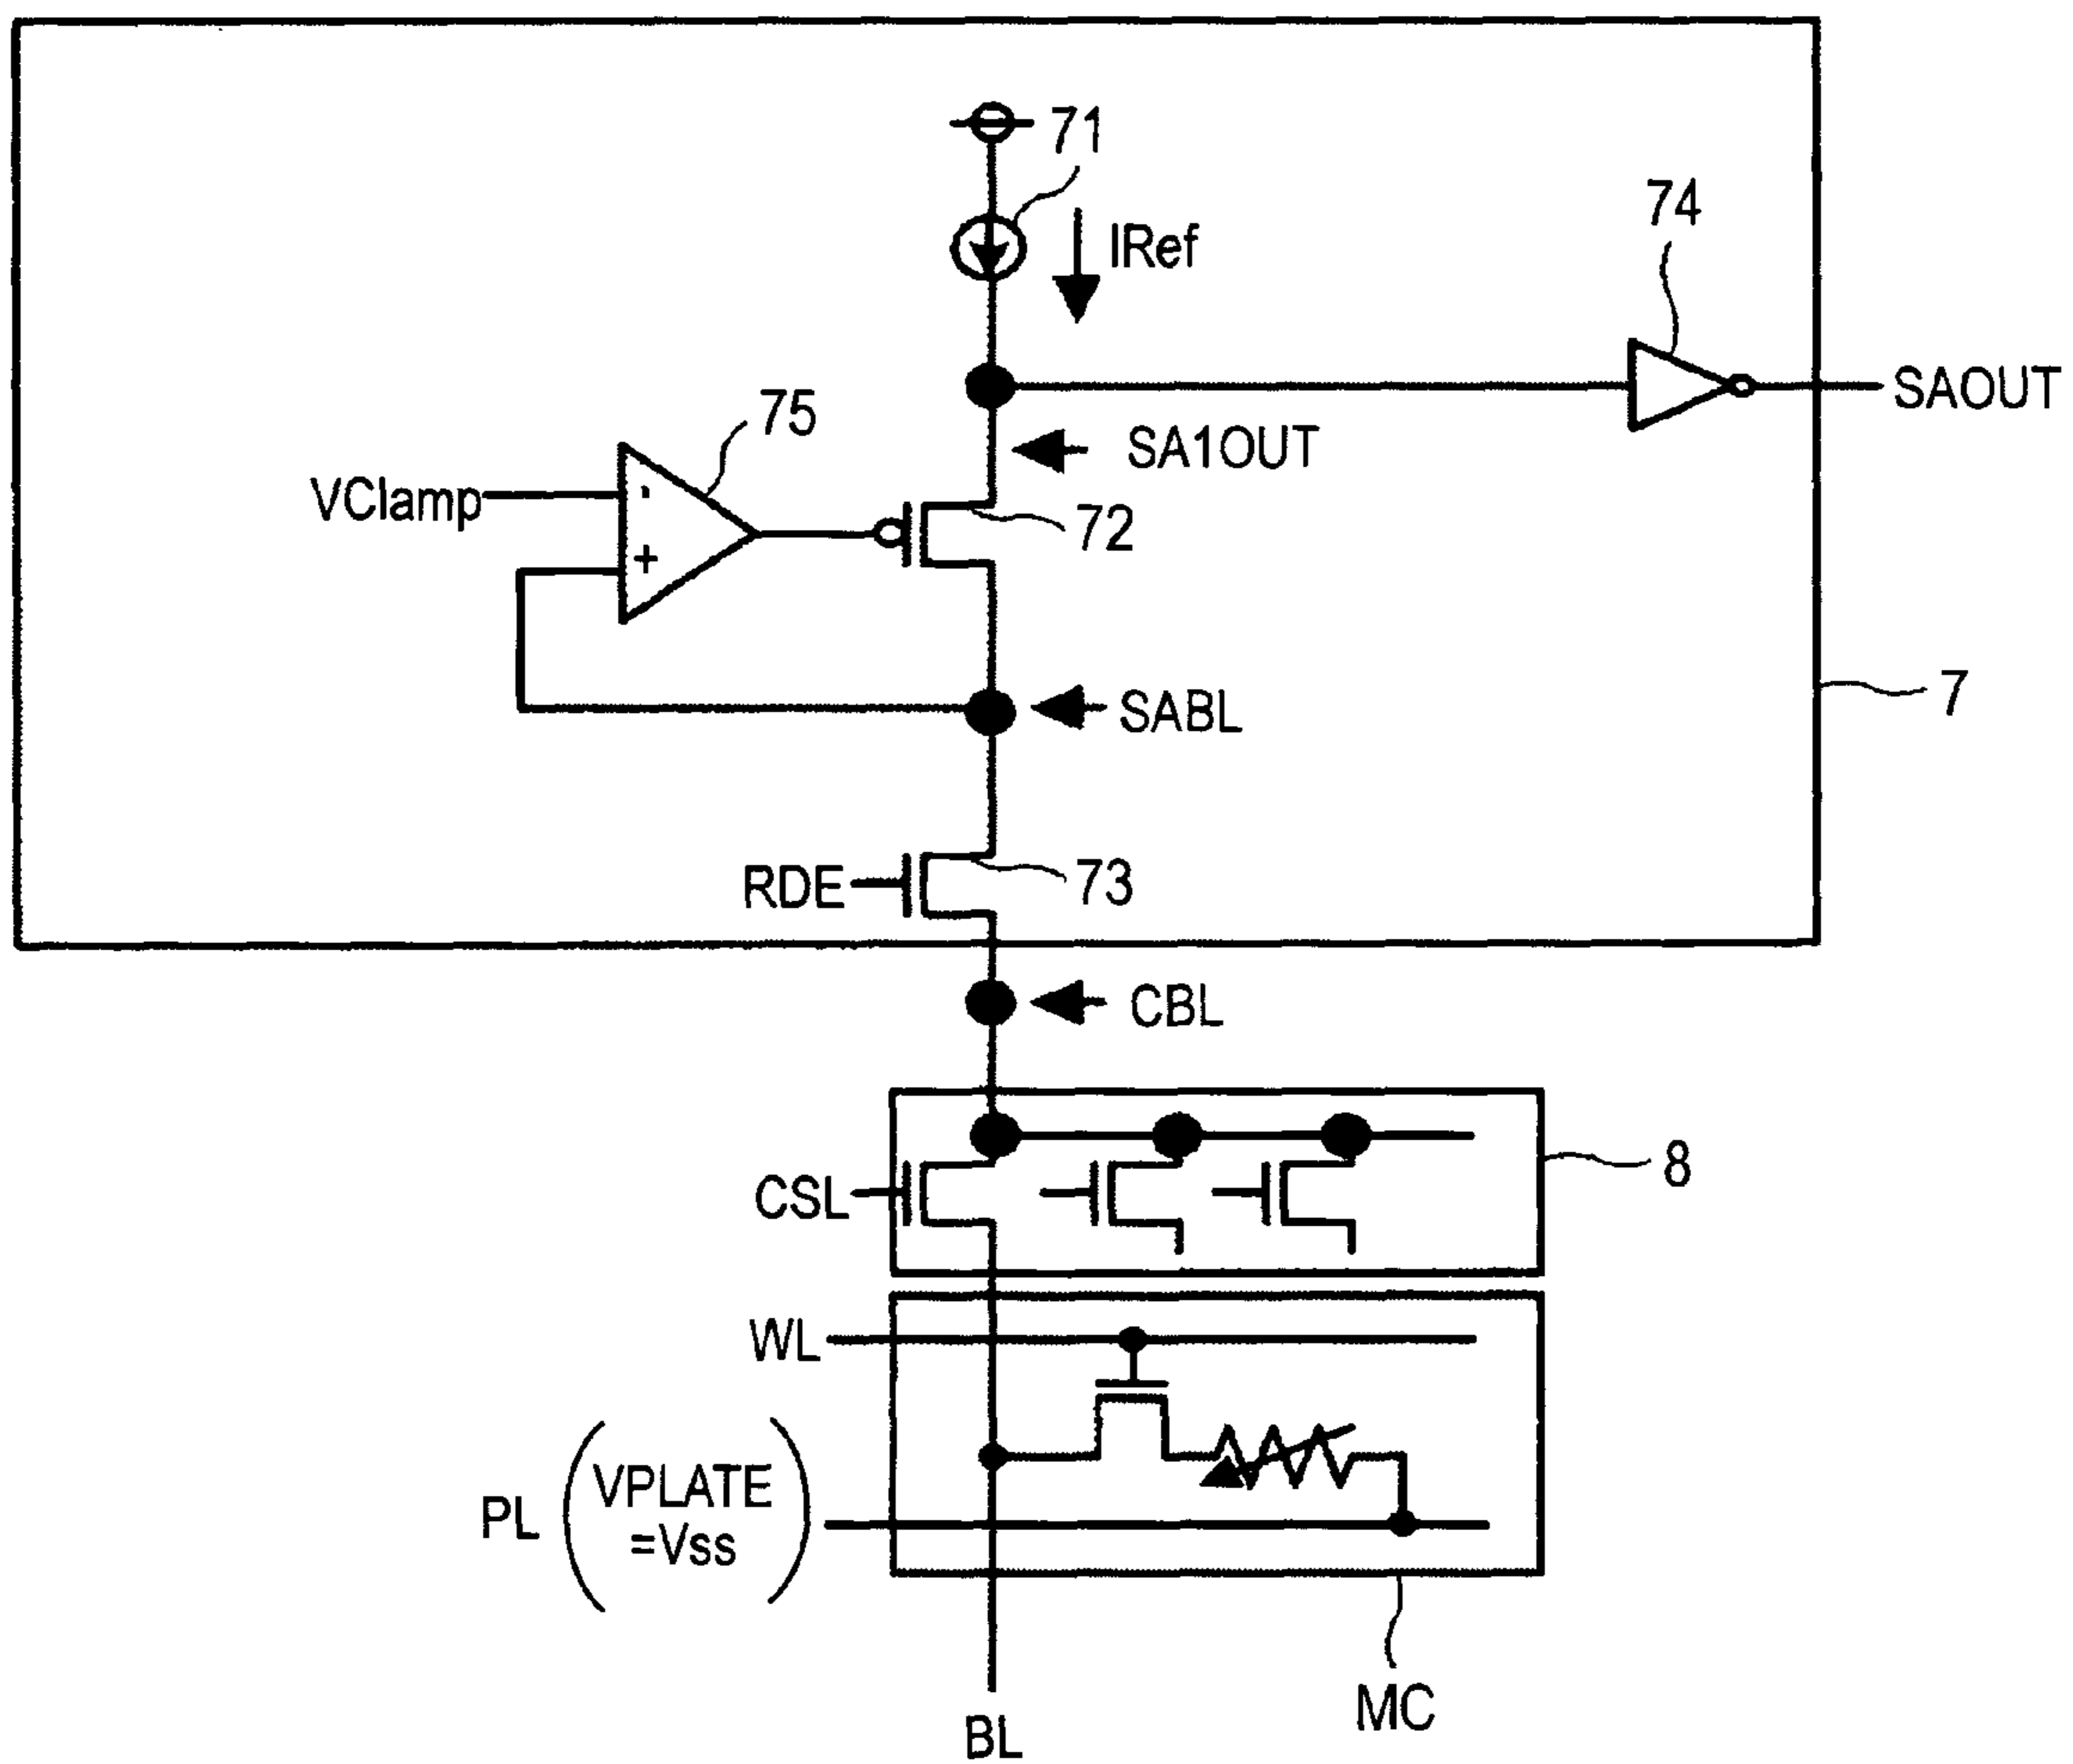 71
IRef
74
SAOUT
75
SA1OUT
VClamp
-
72
+
7
SABL
RDE
73
CBL
8
CSL
WL
VPLATE
PL
=Vss
MC
BL